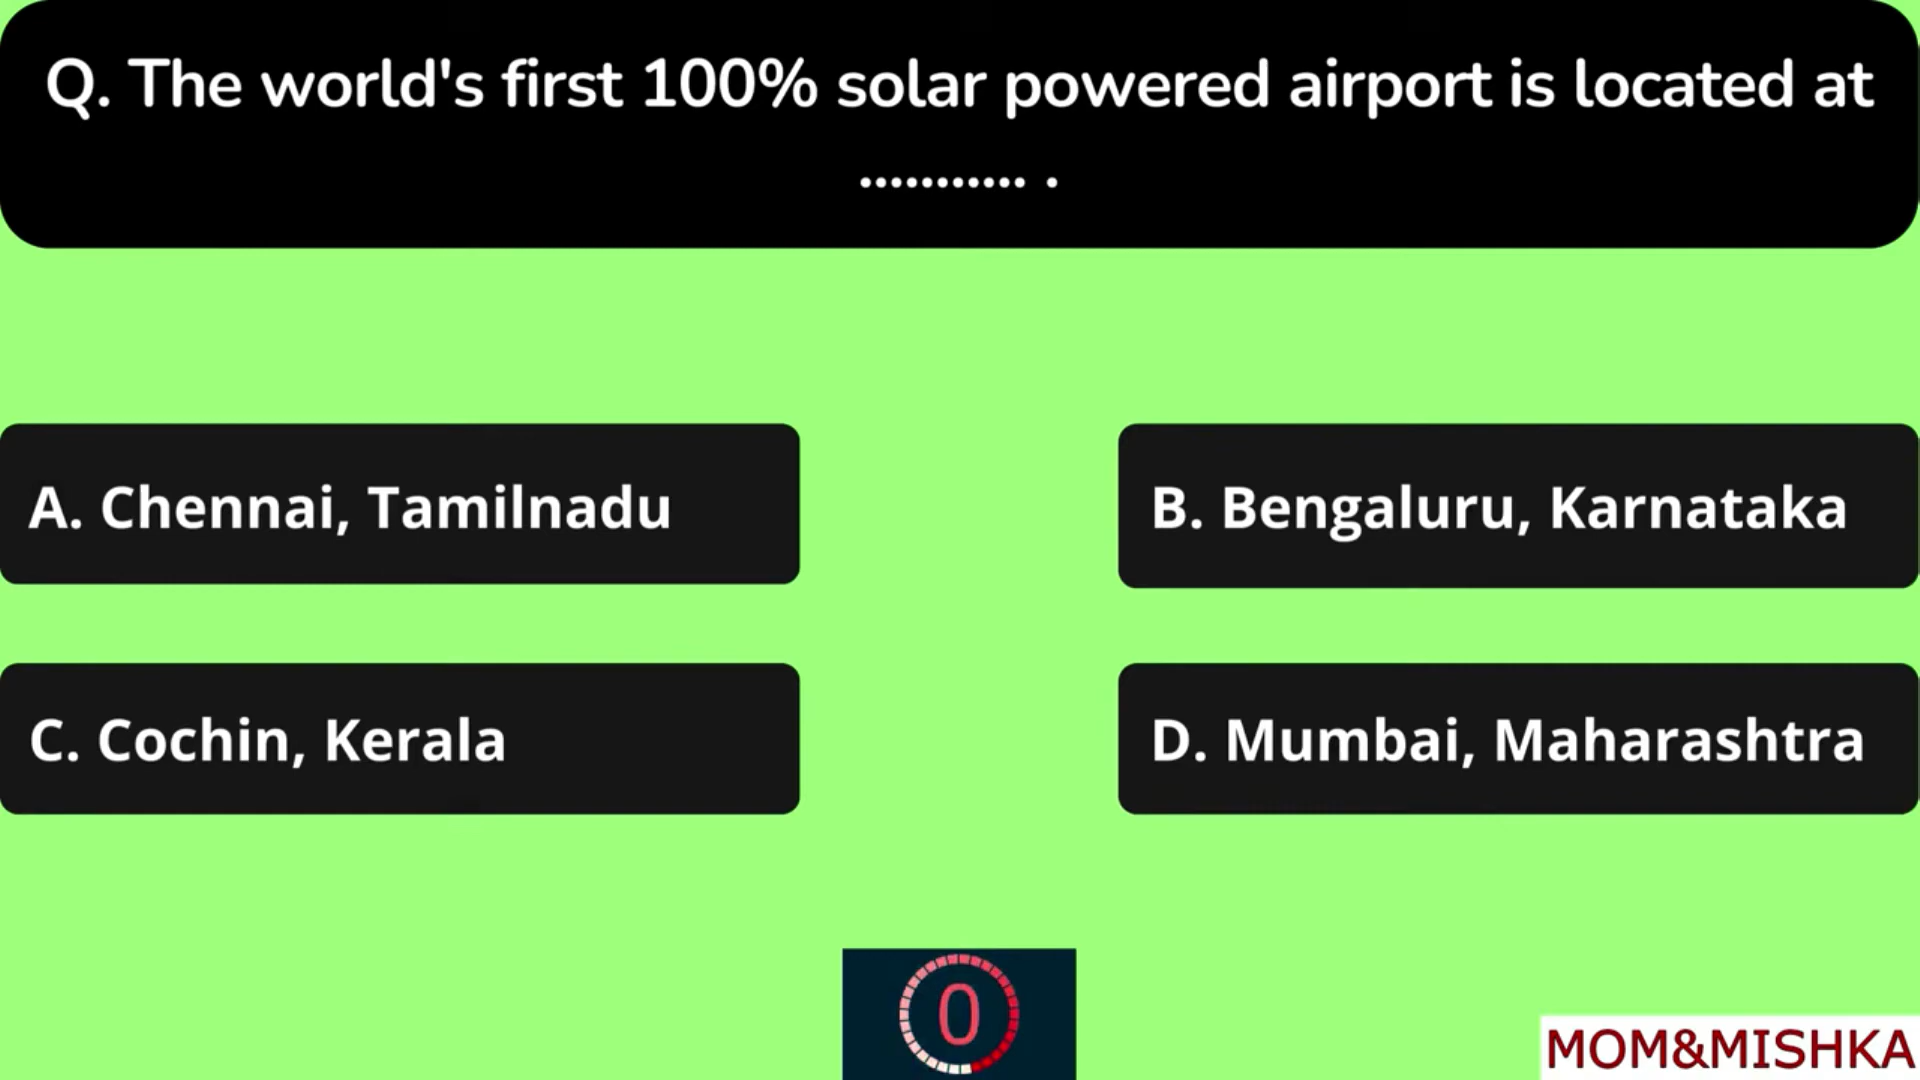 Q. The world's first 100% solar powered airport is located at
........... .
A. Chennai, Tamilnadu
B. Bengaluru, Karnataka
C. Cochin, Kerala
D. Mumbai, Maharashtra
0
MOM&MISHKA